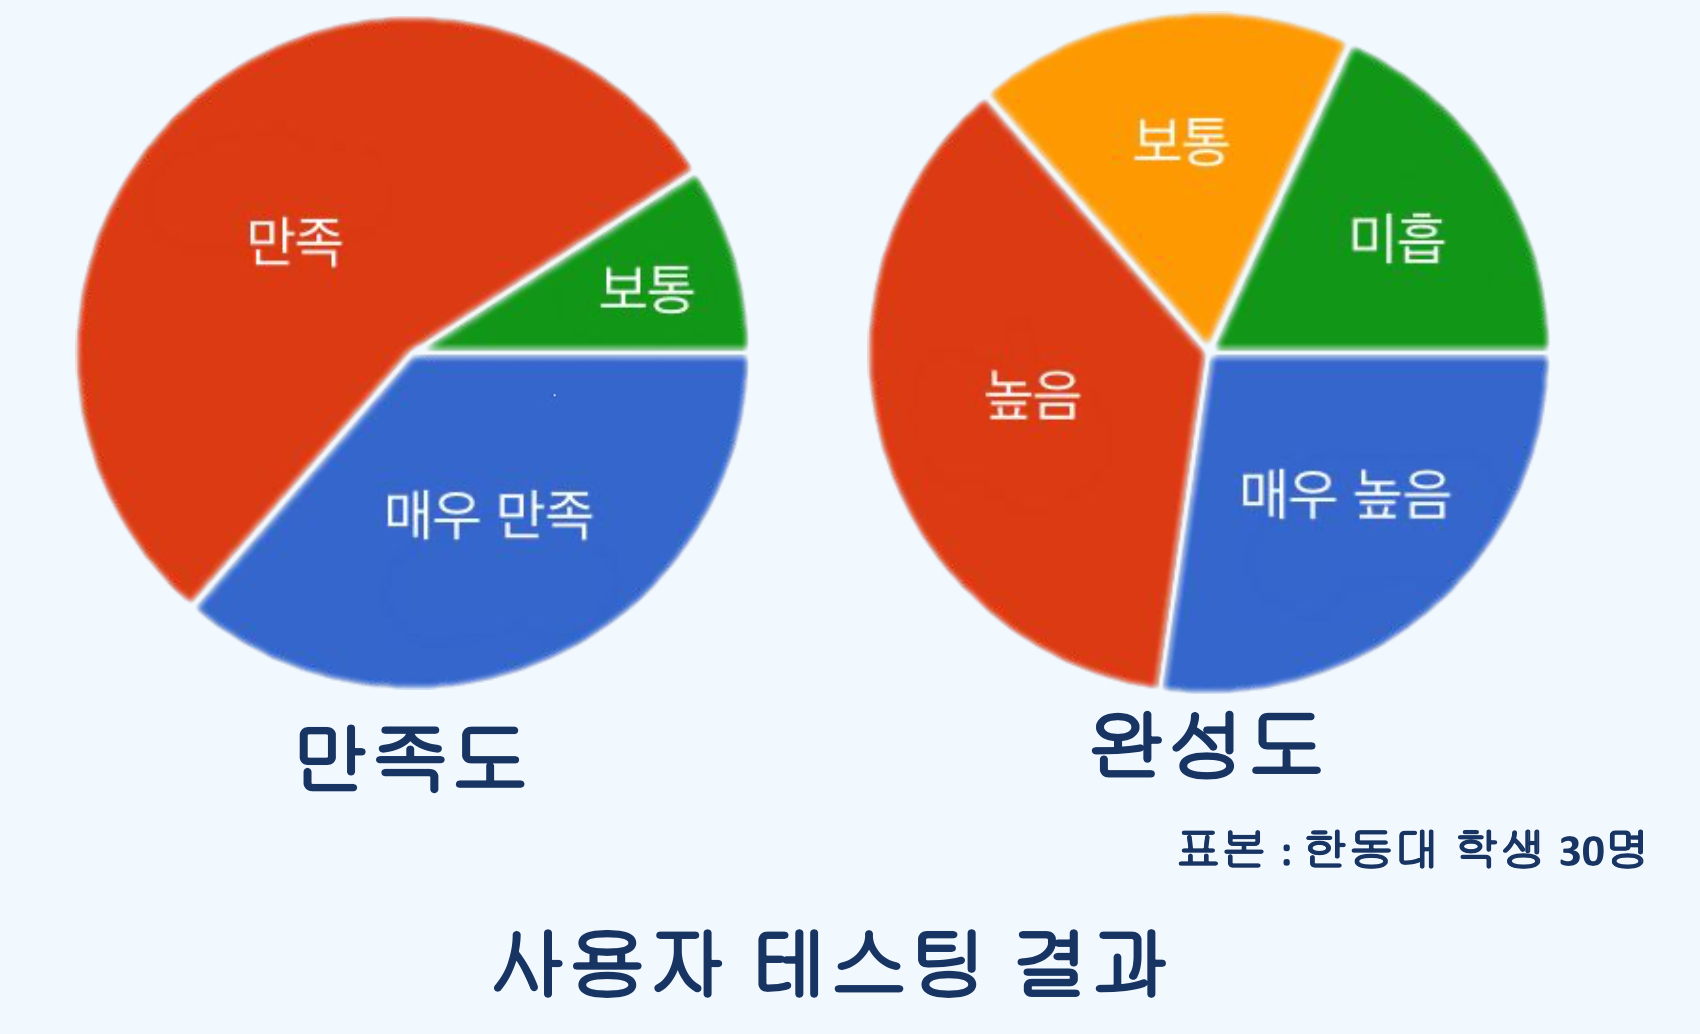 만족
보통
매우 만족
만족도
보통
미흡
높음
매우 높음
완성도
표본 : 한동대 학생 30명
사용자 테스팅 결과